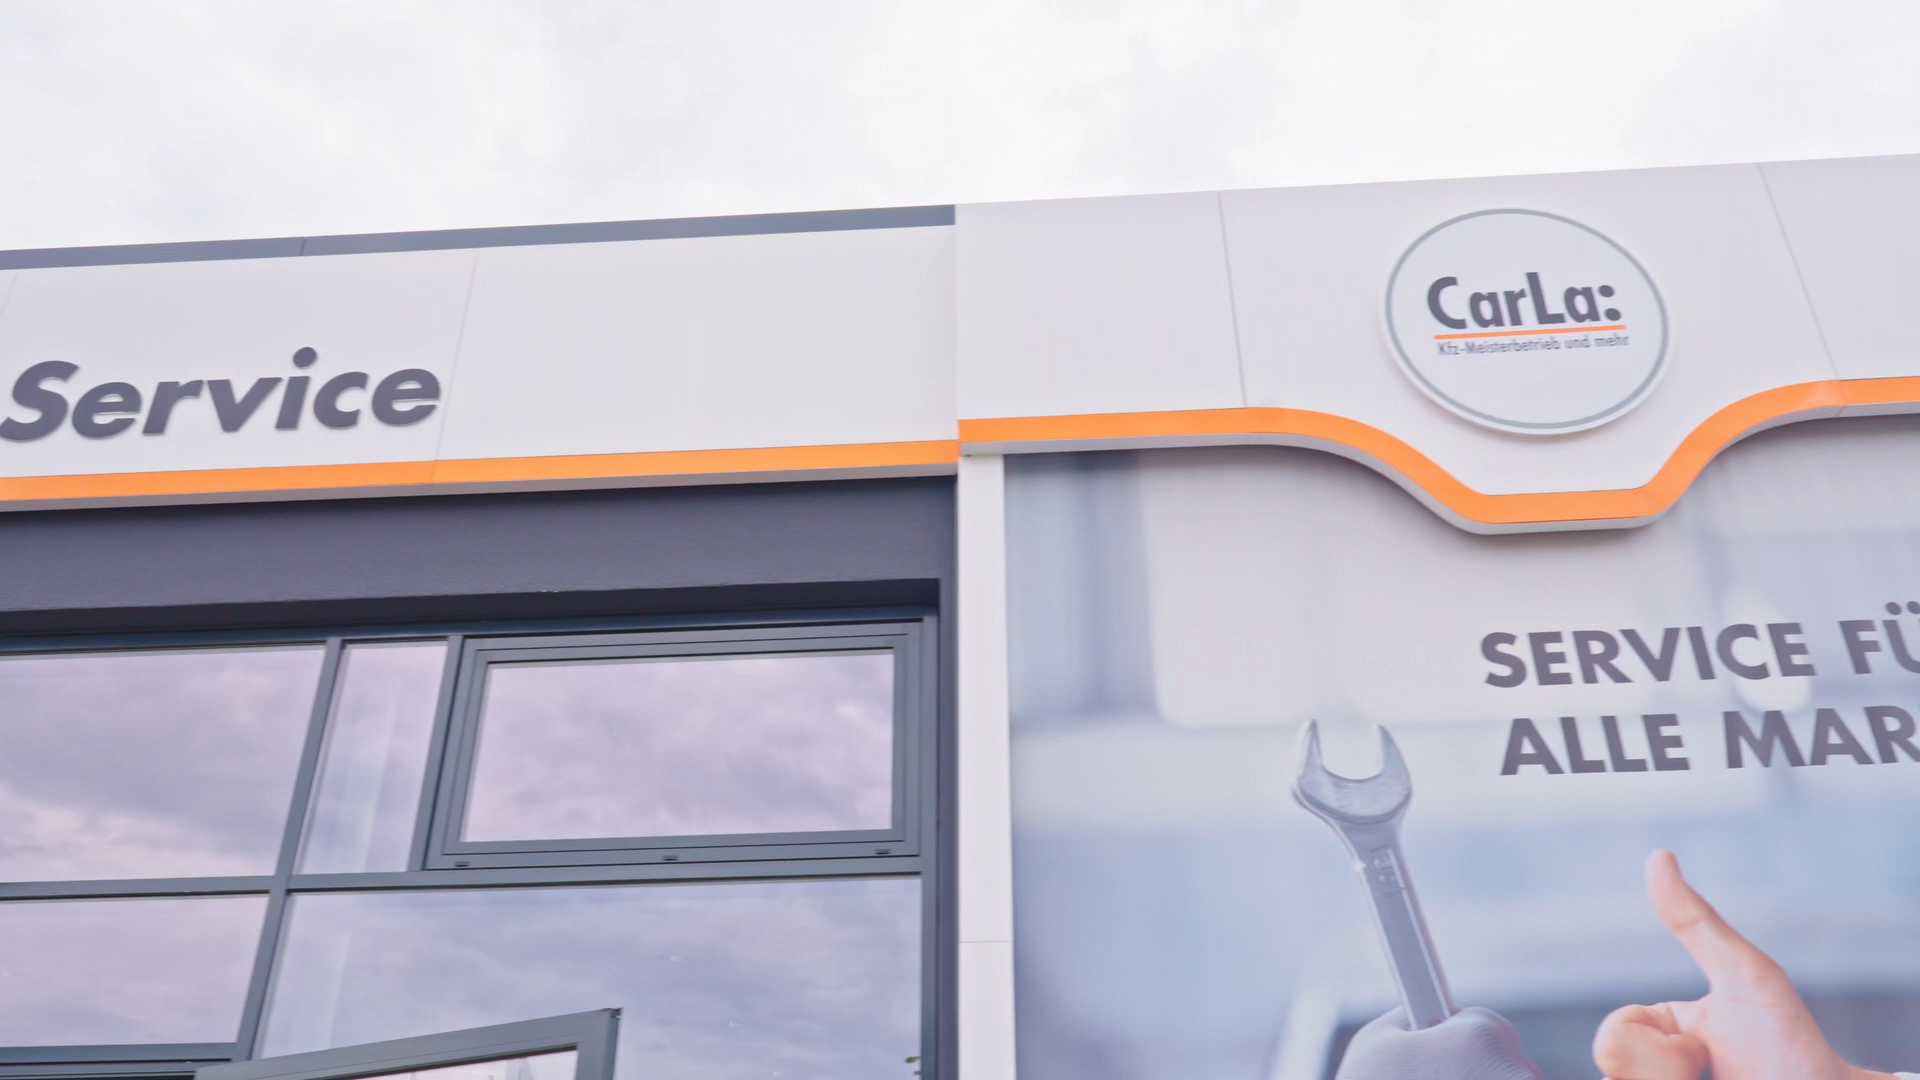 Service
CarLa:
Kfz-Meisterbetrieb und mehr
SERVICE FÜ
ALLE MAR